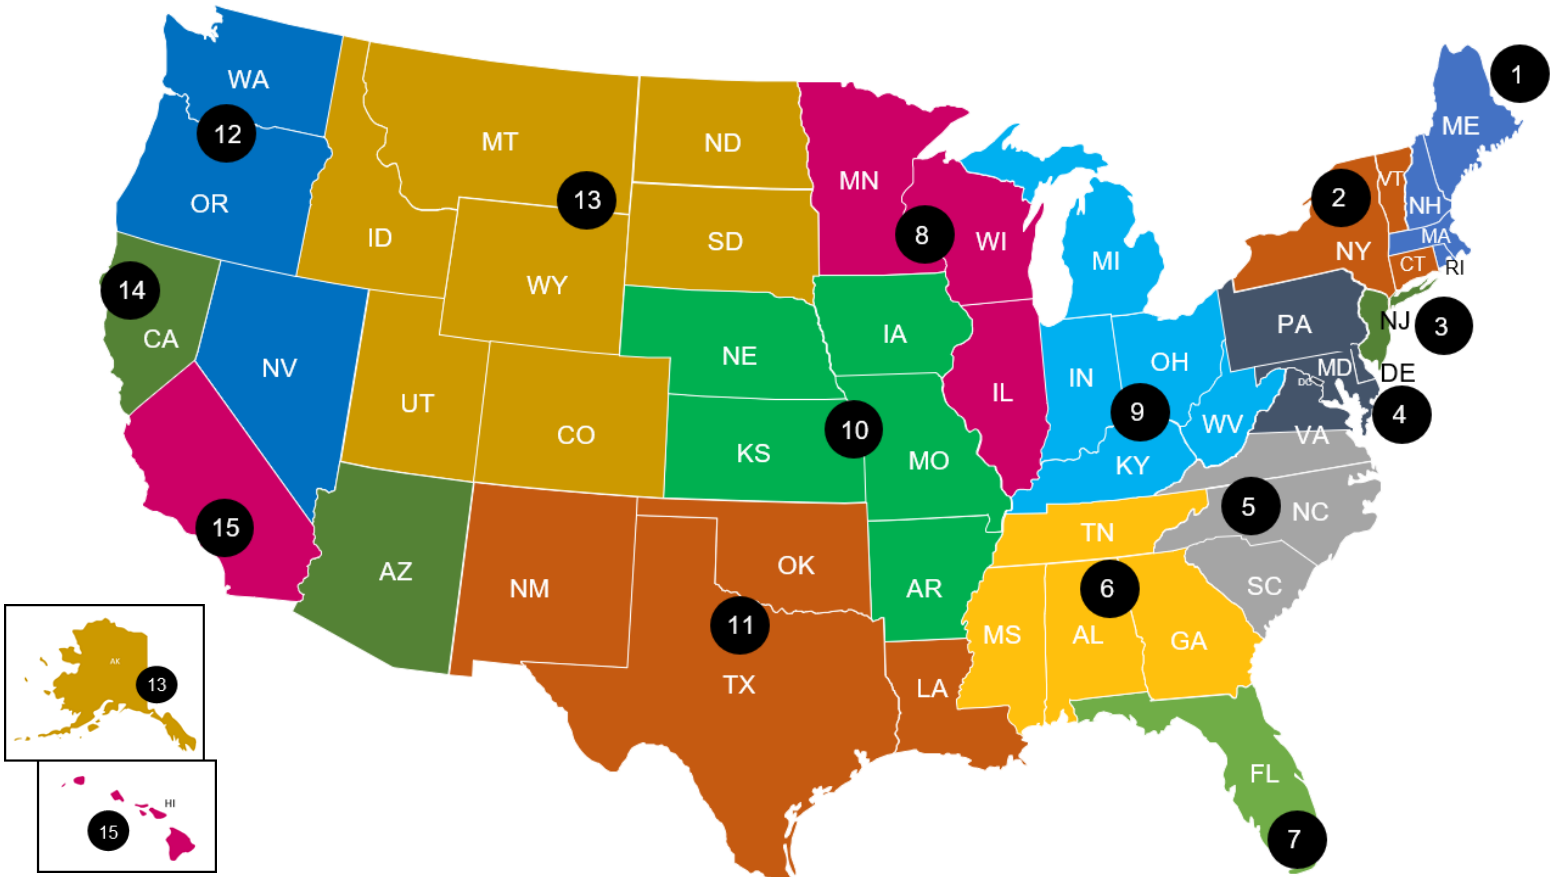 1
WA
ME
12
MT
ND
MN
VT
2
13
OR
NH
8
ID
SD
WI
MA
NY
MI
CT
RI
14
WY
CA
IA
PA
NJ
3
NE
NV
OH
MD
DE
IN
DC
UT
IL
9
4
CO
10
WV
VA
KS
MO
KY
15
5
NC
TN
AZ
OK
NM
AR
6
SC
11
MS
AL
GA
AK
13
TX
LA
FL
HI
15
7